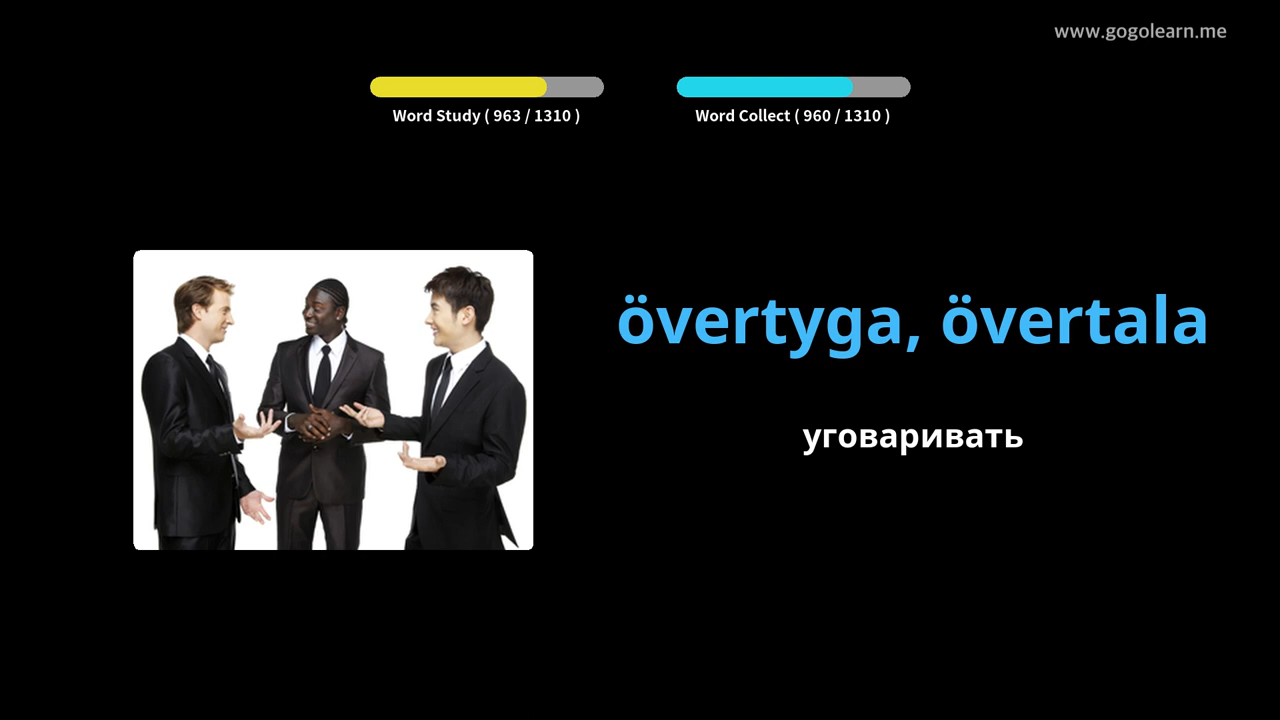 www.gogolearn.me
Word Study ( 963 / 1310 )
Word Collect ( 960 / 1310 )
övertyga, övertala
уговаривать